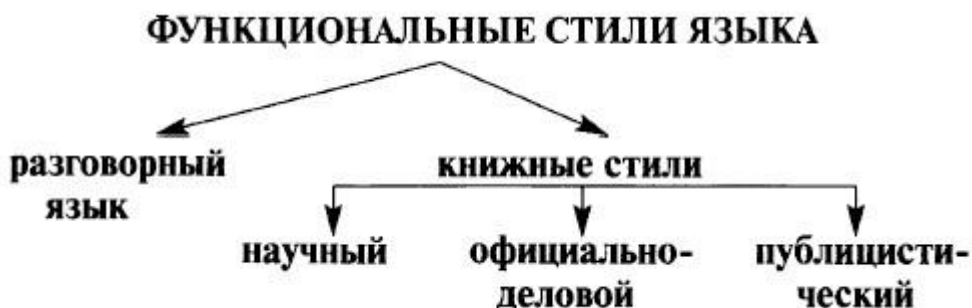 ФУНКЦИОНАЛЬНЫЕ СТИЛИ ЯЗЫКА
разговорный
язык
книжные стили
научный
официально-
деловой
публицисти-
ческий